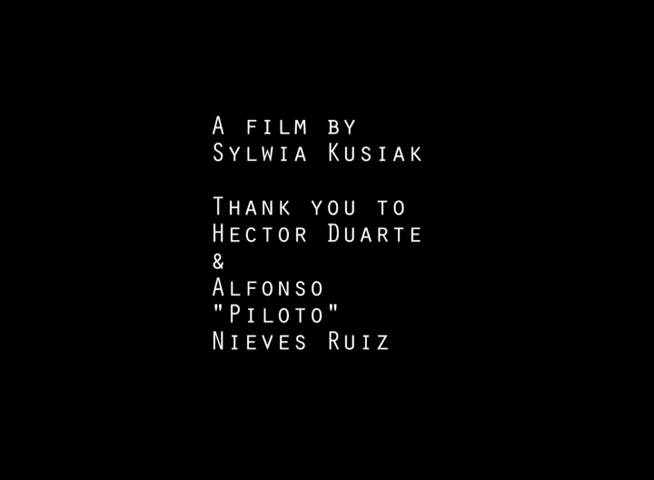 A film by
Sylwia Kusiak
Thank you to
Hector Duarte
&
Alfonso
"Piloto"
Nieves Ruiz